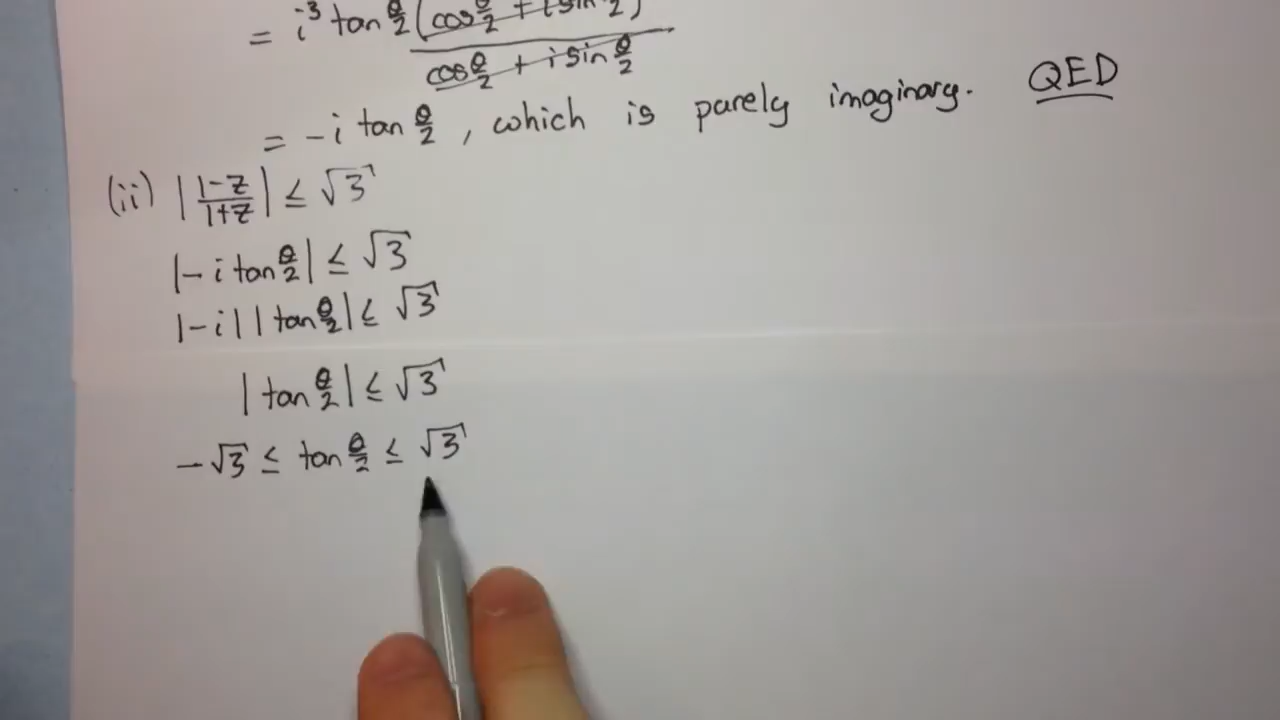 = i³ tan θ/2 (cos θ/2 + i sin θ/2) / cos θ/2 + i sin θ/2
= -i tan θ/2 , which is purely imaginary. QED
(ii) |1-z / 1+z| ≤ √3
|-i tan θ/2| ≤ √3
|-i| |tan θ/2| ≤ √3
|tan θ/2| ≤ √3
-√3 ≤ tan θ/2 ≤ √3